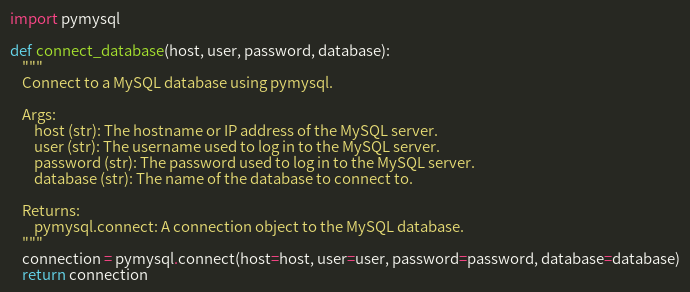 import pymysql

def connect_database(host, user, password, database):
    """
    Connect to a MySQL database using pymysql.

    Args:
        host (str): The hostname or IP address of the MySQL server.
        user (str): The username used to log in to the MySQL server.
        password (str): The password used to log in to the MySQL server.
        database (str): The name of the database to connect to.

    Returns:
        pymysql.connect: A connection object to the MySQL database.
    """
    connection = pymysql.connect(host=host, user=user, password=password, database=database)
    return connection